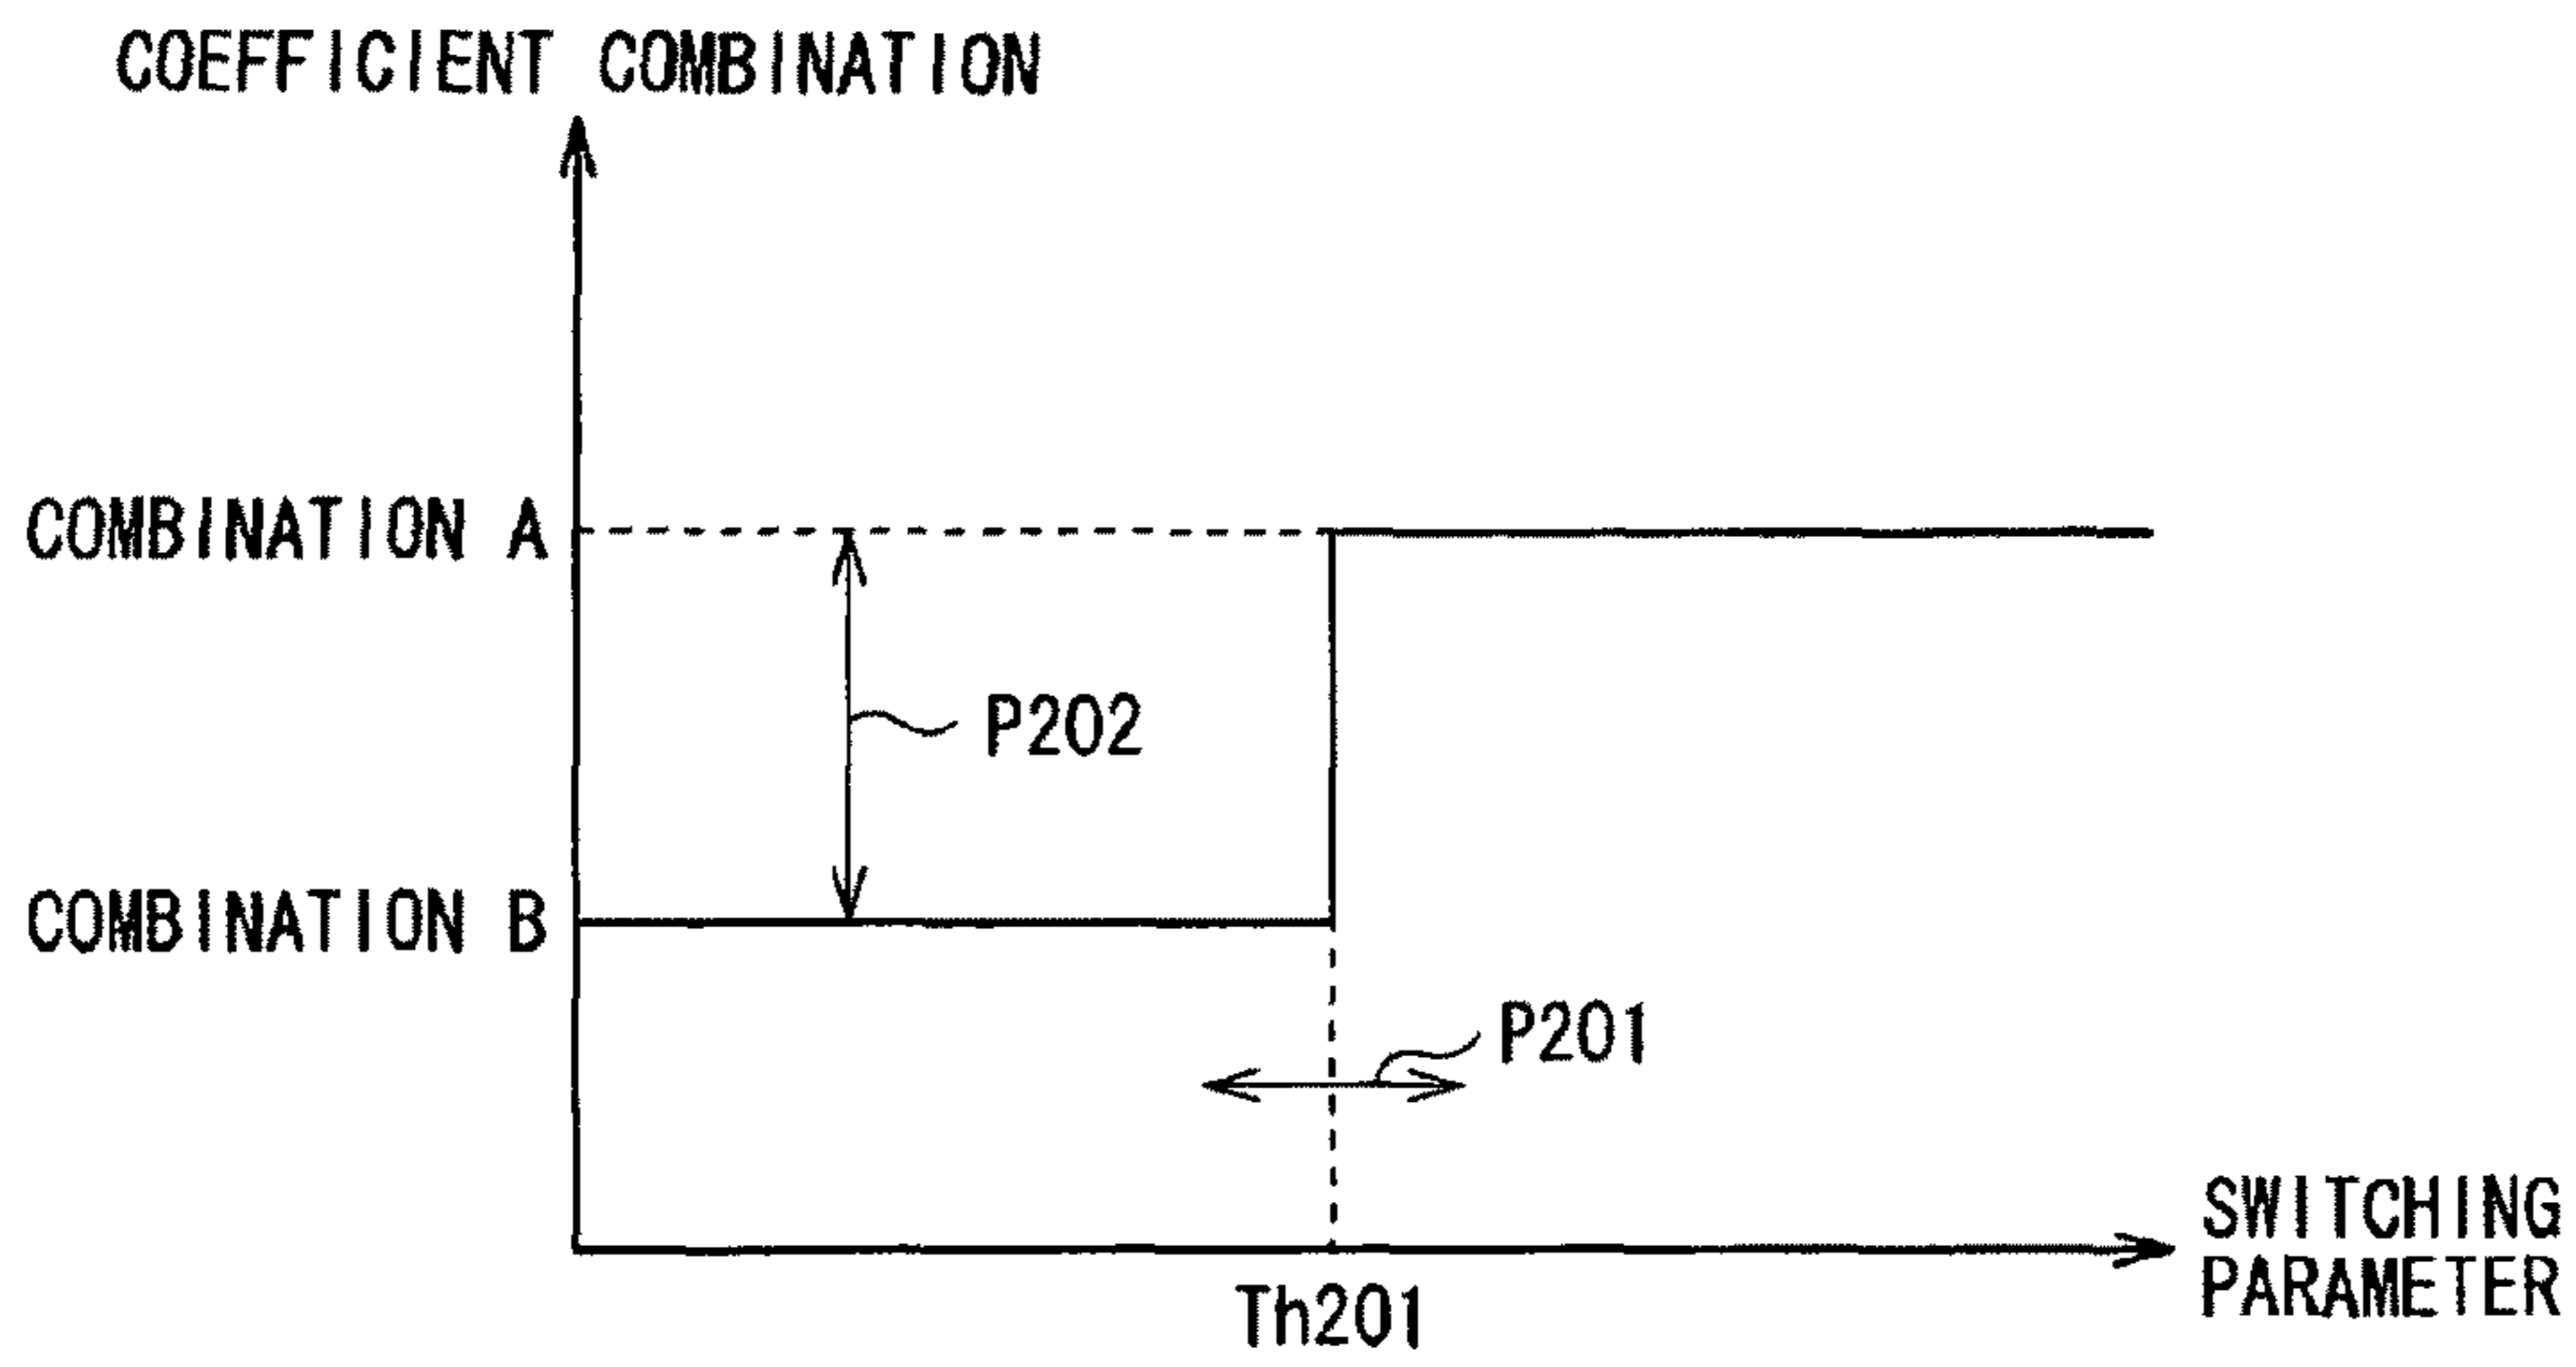 COEFFICIENT COMBINATION
COMBINATION A
P202
COMBINATION B
P201
SWITCHING
PARAMETER
Th201